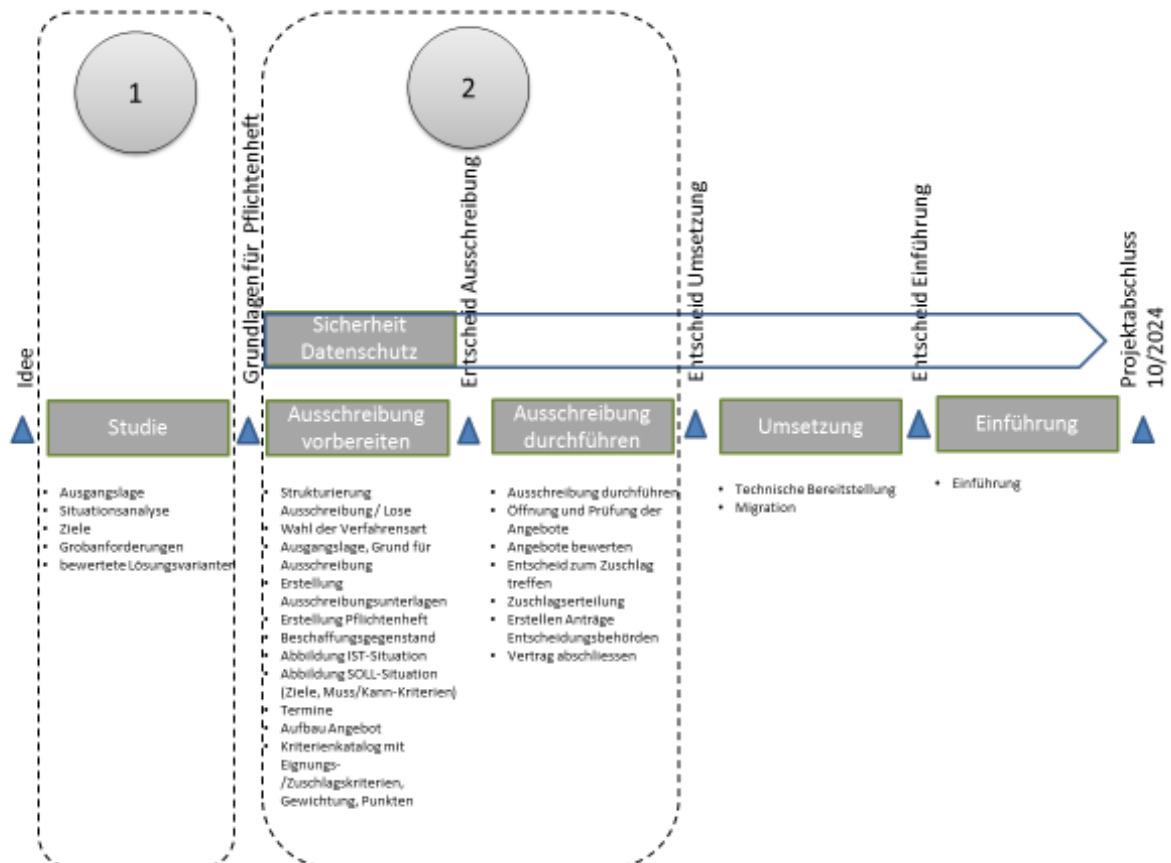 1
2
Idee
Grundlagen für Pflichtenheft
Entscheid Ausschreibung
Entscheid Umsetzung
Entscheid Einführung
Projektabschluss
10/2024
Sicherheit
Datenschutz
Studie
Ausschreibung
vorbereiten
Ausschreibung
durchführen
Umsetzung
Einführung
▪ Ausgangslage
▪ Situationsanalyse
▪ Ziele
▪ Grobanforderungen
▪ bewertete Lösungsvarianten
▪ Strukturierung
Ausschreibung / Lose
▪ Wahl der Verfahrensart
▪ Ausgangslage, Grund für
Ausschreibung
▪ Erstellung
Ausschreibungsunterlagen
▪ Erstellung Pflichtenheft
▪ Beschaffungsgegenstand
▪ Abbildung IST-Situation
▪ Abbildung SOLL-Situation
(Ziele, Muss/Kann-Kriterien)
▪ Termine
▪ Aufbau Angebot
▪ Kriterienkatalog mit
Eignungs-
/Zuschlagskriterien,
Gewichtung, Punkten
▪ Ausschreibung durchführen
▪ Öffnung und Prüfung der
Angebote
▪ Angebote bewerten
▪ Entscheid zum Zuschlag
treffen
▪ Zuschlagserteilung
▪ Erstellen Anträge
Entscheidungsbehörden
▪ Vertrag abschliessen
▪ Technische Bereitstellung
▪ Migration
▪ Einführung